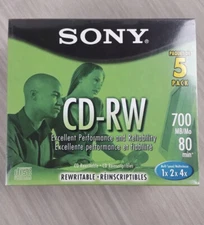 SONY
5
PACK
CD-RW
700
MB/Mo
80
min.
Excellent Performance and Reliability
Excellente performance et fiabilité
1x 2x 4x
REWRITABLE • RÉINSCRIPTIBLES